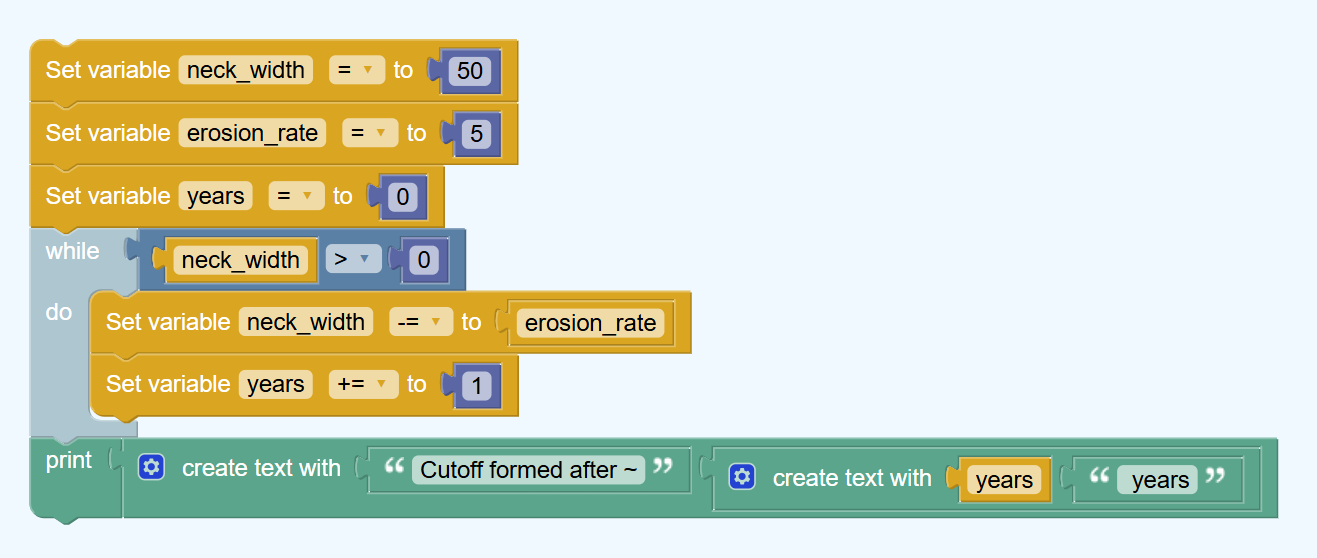 Set variable neck_width = to 50
Set variable erosion_rate = to 5
Set variable years = to 0
while neck_width > 0
do Set variable neck_width -= to erosion_rate
Set variable years += to 1
print create text with “ Cutoff formed after ~ ” create text with years “ years ”